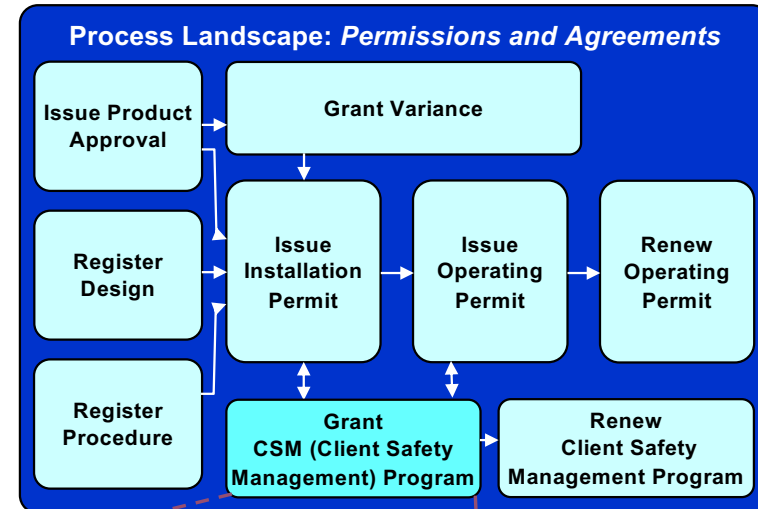 Process Landscape: Permissions and Agreements
Issue Product
Approval
Grant Variance
Register
Design
Issue
Installation
Permit
Issue
Operating
Permit
Renew
Operating
Permit
Register
Procedure
Grant
CSM (Client Safety
Management) Program
Renew
Client Safety
Management Program